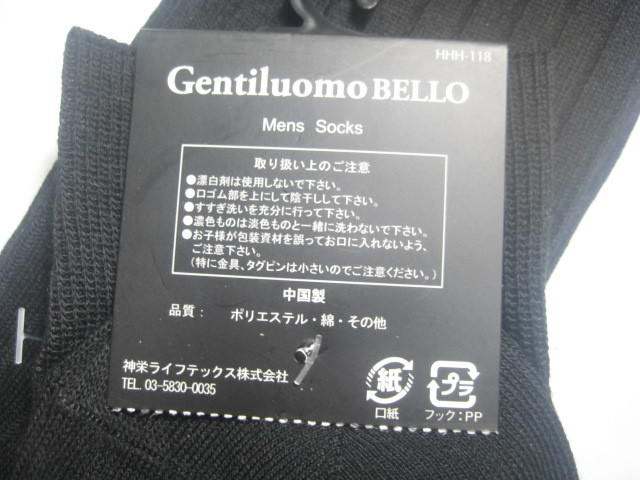 HHH-118
Gentiluomo BELLO
Mens Socks
取り扱い上のご注意
●漂白剤は使用しないで下さい。
●口ゴム部を上にして陰干しして下さい。
●すすぎ洗いを充分に行って下さい。
●濃色ものは淡色ものと一緒に洗わないで下さい。
●お子様が包装資材を誤ってお口に入れないよう、
ご注意下さい。
(特に金具、タグピンは小さいのでご注意ください。)
中国製
品質： ポリエステル・綿・その他
神栄ライフテックス株式会社
TEL. 03-5830-0035
紙
口紙
プラ
フック：PP